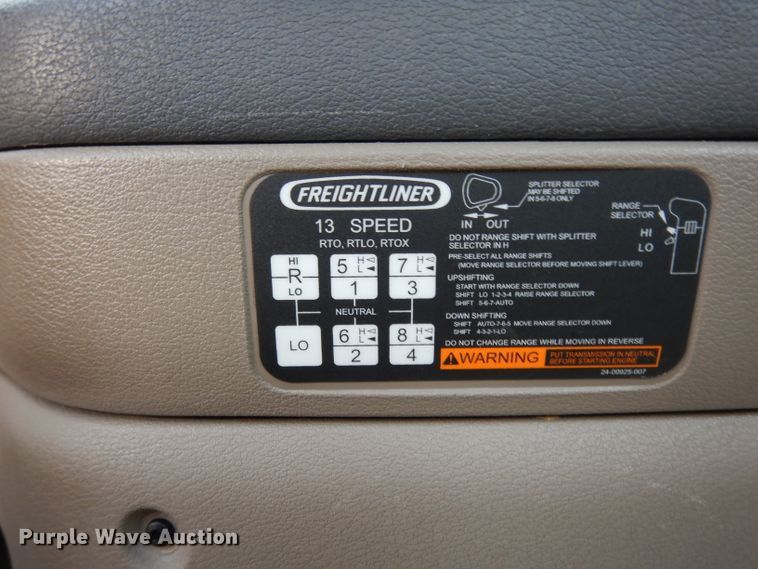 FREIGHTLINER
13 SPEED
RTO, RTLO, RTOX
HI
R
LO
5 H L
1
7 H L
3
NEUTRAL
LO
6 H L
2
8 H L
4
SPLITTER SELECTOR
MAY BE SHIFTED
IN 5-6-7-8 ONLY
IN OUT
RANGE
SELECTOR
HI
LO
DO NOT RANGE SHIFT WITH SPLITTER
SELECTOR IN H
PRE-SELECT ALL RANGE SHIFTS
(MOVE RANGE SELECTOR BEFORE MOVING SHIFT LEVER)
UPSHIFTING
START WITH RANGE SELECTOR DOWN
SHIFT LO 1-2-3-4 RAISE RANGE SELECTOR
SHIFT 5-6-7-AUTO
DOWN SHIFTING
SHIFT AUTO-7-6-5 MOVE RANGE SELECTOR DOWN
SHIFT 4-3-2-1-LO
DO NOT CHANGE RANGE WHILE MOVING IN REVERSE
WARNING
PUT TRANSMISSION IN NEUTRAL
BEFORE STARTING ENGINE
24-00925-007
Purple Wave Auction